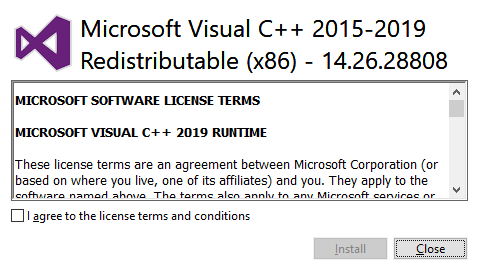 Microsoft Visual C++ 2015-2019
Redistributable (x86) - 14.26.28808
MICROSOFT SOFTWARE LICENSE TERMS
MICROSOFT VISUAL C++ 2019 RUNTIME
These license terms are an agreement between Microsoft Corporation (or
based on where you live, one of its affiliates) and you. They apply to the
software named above. The terms also apply to any Microsoft services or
I agree to the license terms and conditions
Install
Close